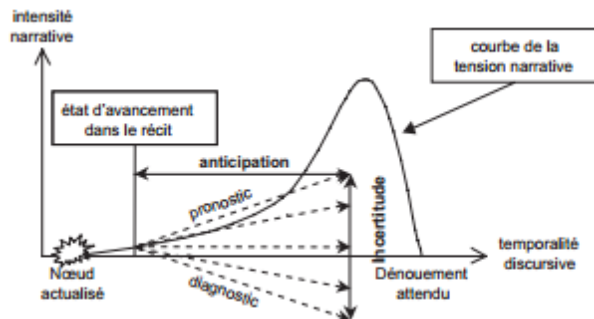 intensité
narrative
courbe de la
tension narrative
état d'avancement
dans le récit
anticipation
pronostic
Incertitude
diagnostic
temporalité
discursive
Nœud
actualisé
Dénouement
attendu